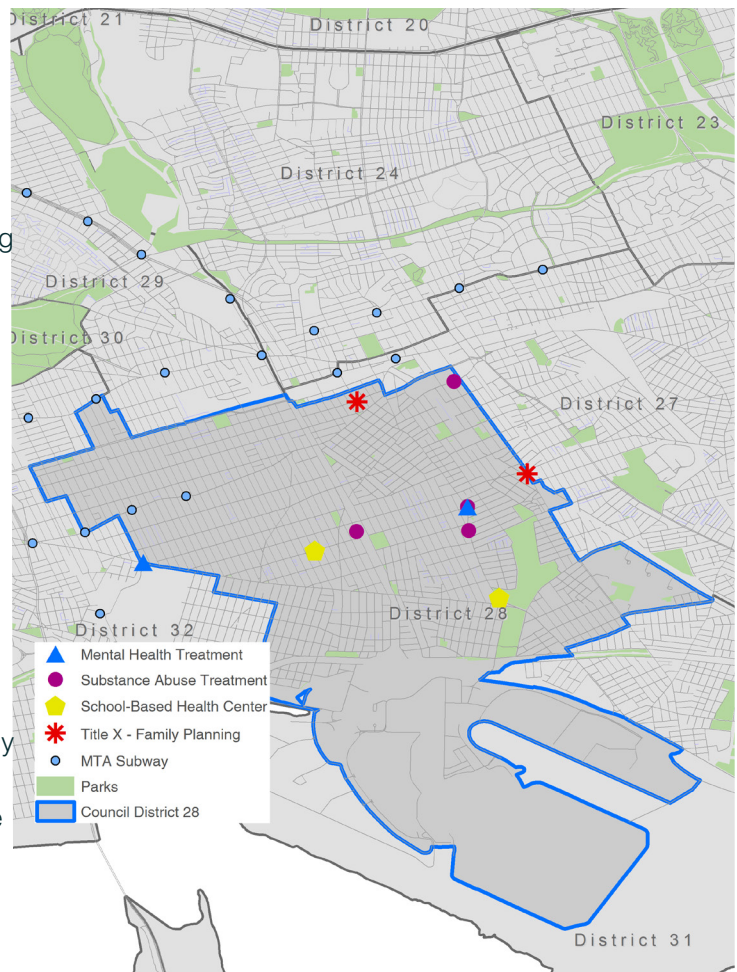 District 21
District 20
District 23
District 24
g
District 29
District 30
District 27
District 28
District 32
Mental Health Treatment
Substance Abuse Treatment
School-Based Health Center
Title X - Family Planning
y
MTA Subway
Parks
e
Council District 28
District 31